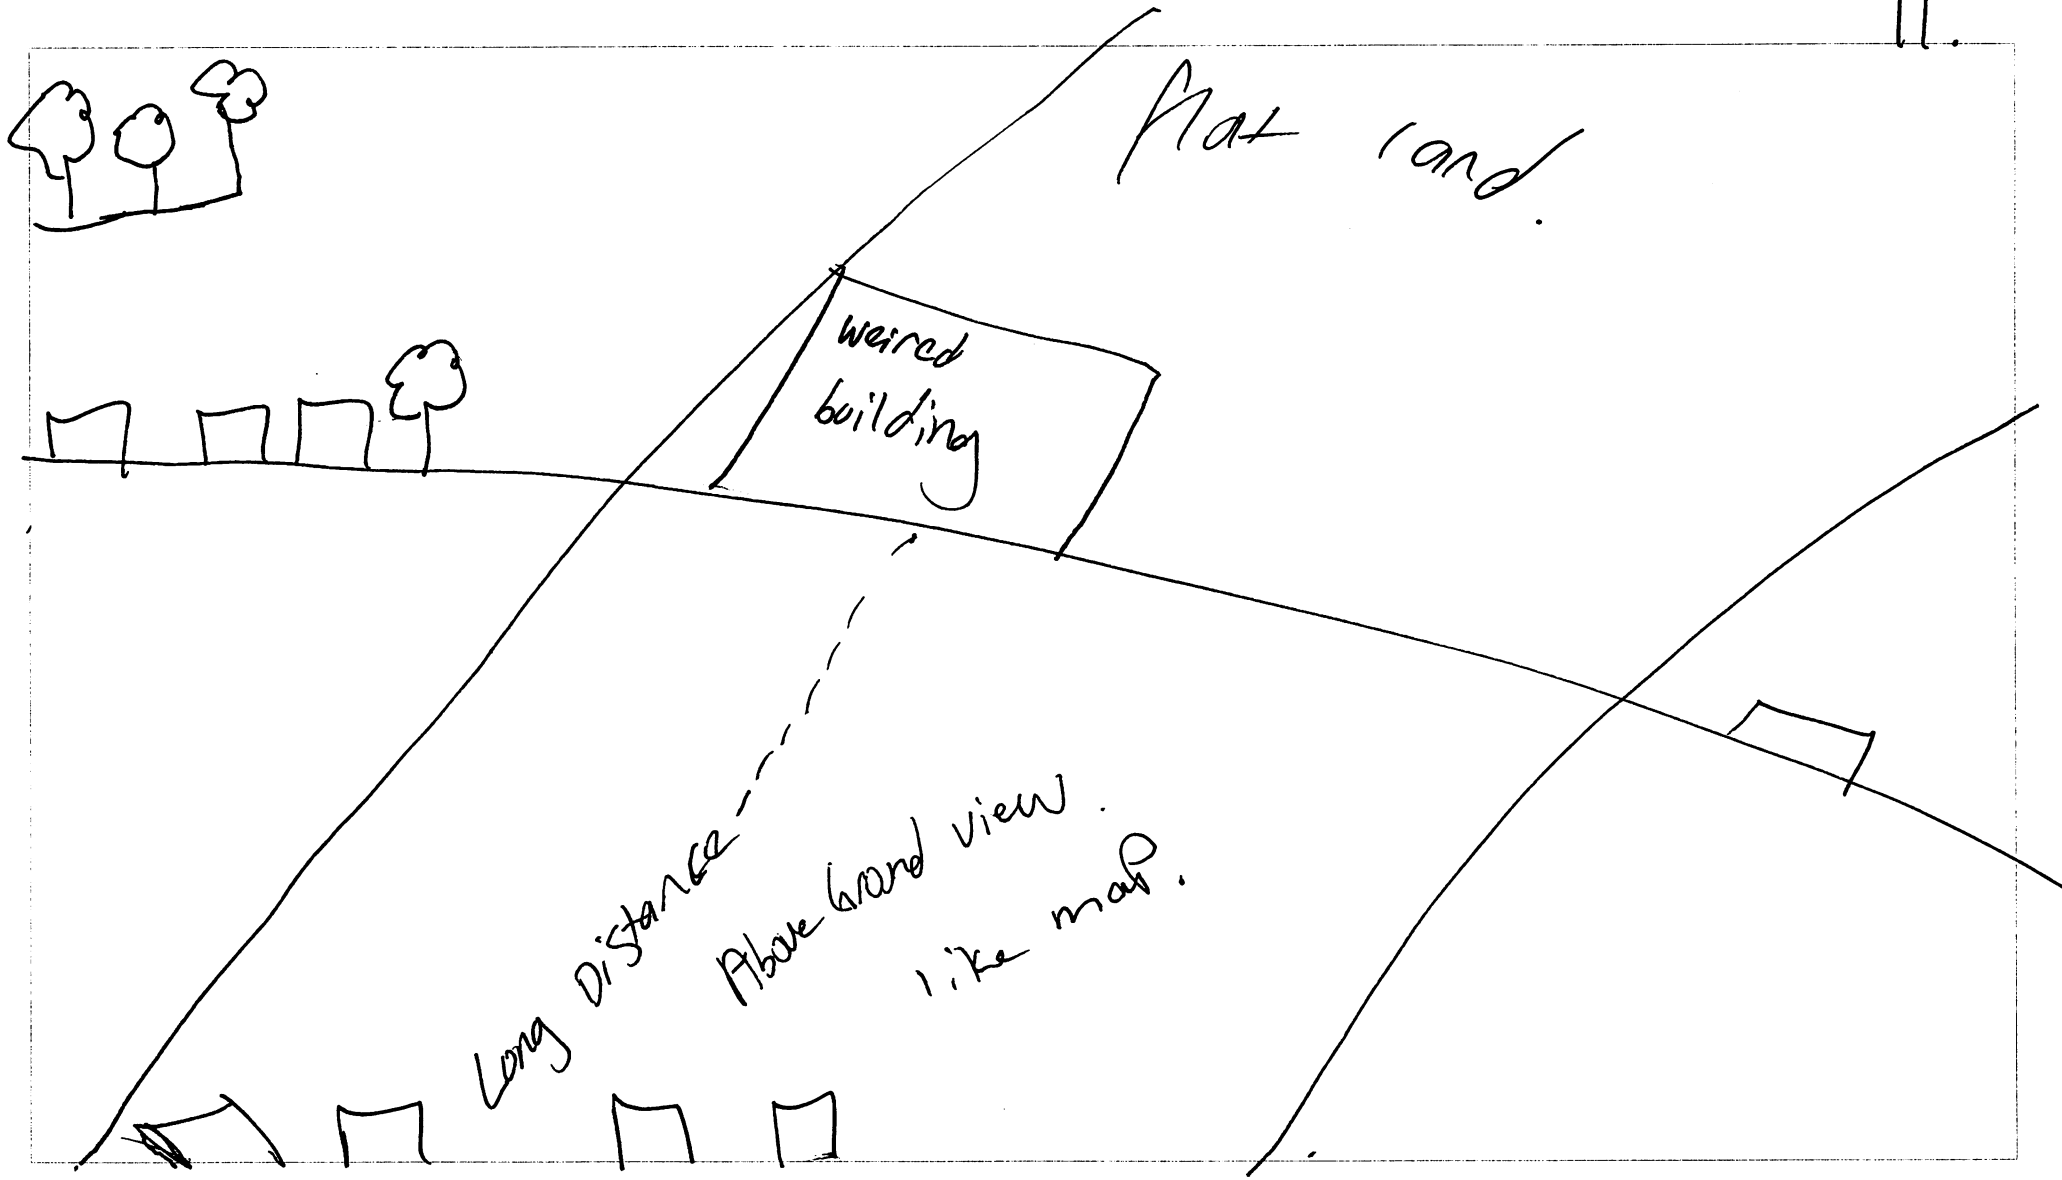 11.
flat land.
weired
building
Long Distance
Above Grand view.
like map.